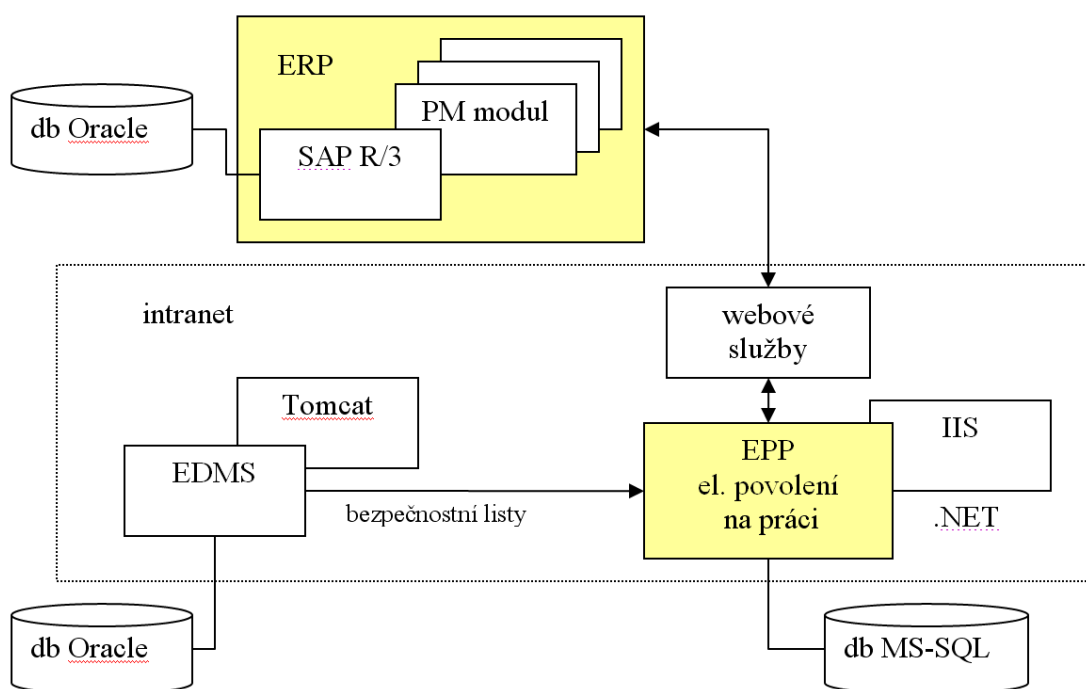 ERP
PM modul
db Oracle
SAP R/3
intranet
webové
služby
Tomcat
IIS
EDMS
EPP
el. povolení
na práci
bezpečnostní listy
.NET
db Oracle
db MS-SQL